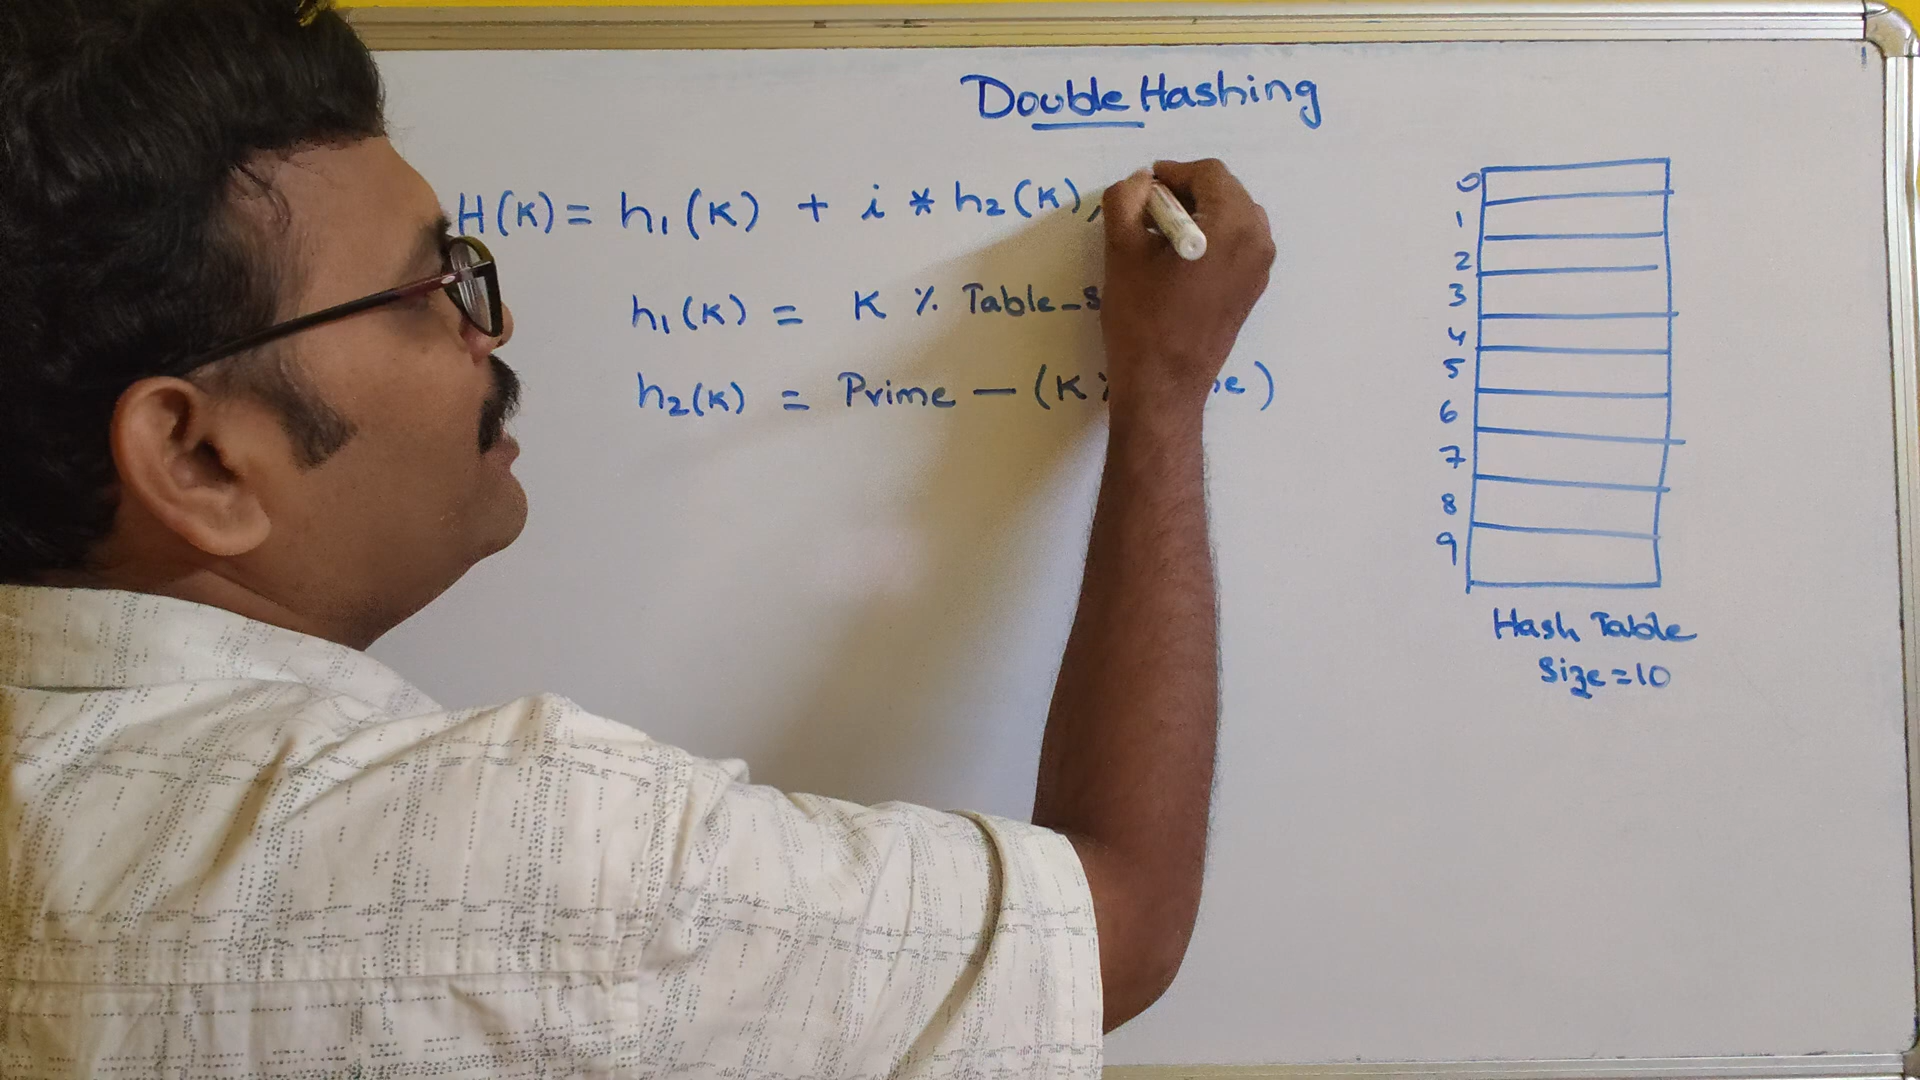 Double Hashing
H(K) = h₁(K) + i * h₂(K),
h₁(K) = K % Table_S
h₂(K) = Prime - (K % e)
0
1
2
3
4
5
6
7
8
9
Hash Table
Size = 10